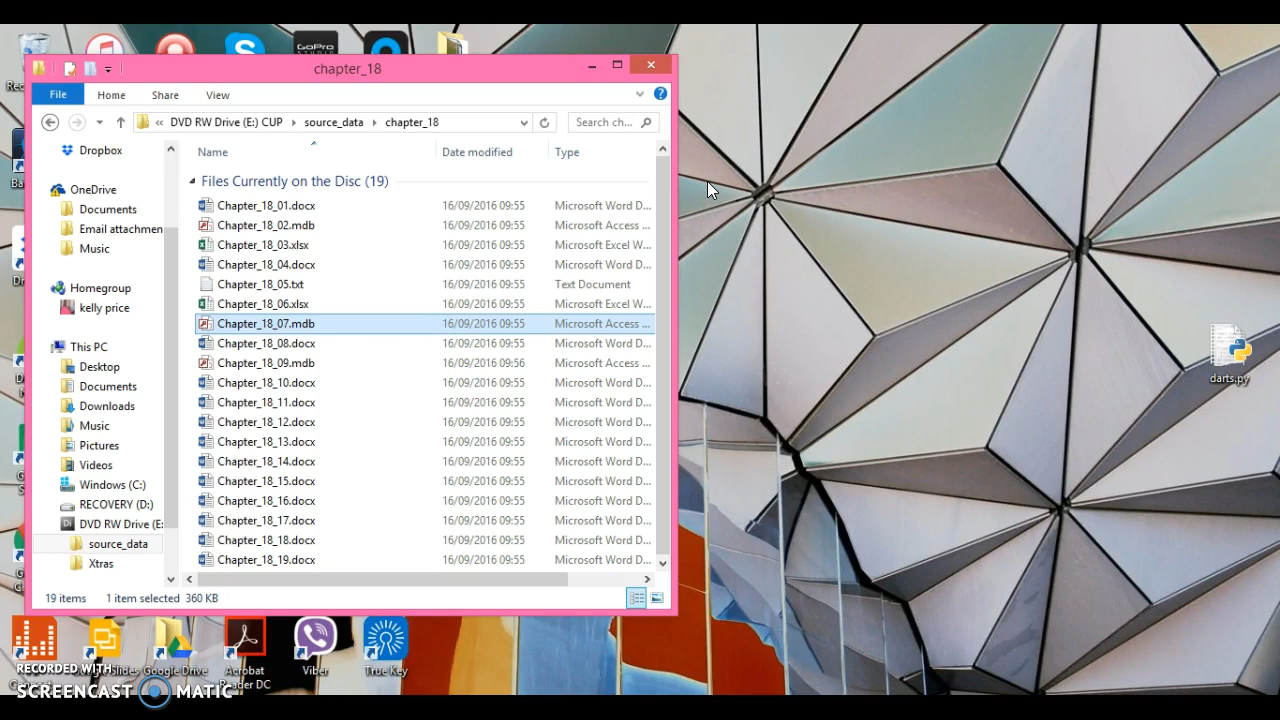 GoPro
STUDIO
chapter_18
File Home Share View
« DVD RW Drive (E:) CUP source_data chapter_18 Search ch...
Name Date modified Type
Dropbox
OneDrive
Documents
Email attachmen
Music
Homegroup
kelly price
This PC
Desktop
Documents
Downloads
Music
Pictures
Videos
Windows (C:)
RECOVERY (D:)
DVD RW Drive (E:
source_data
Xtras
Files Currently on the Disc (19)
Chapter_18_01.docx 16/09/2016 09:55 Microsoft Word D...
Chapter_18_02.mdb 16/09/2016 09:55 Microsoft Access ...
Chapter_18_03.xlsx 16/09/2016 09:55 Microsoft Excel W...
Chapter_18_04.docx 16/09/2016 09:55 Microsoft Word D...
Chapter_18_05.txt 16/09/2016 09:55 Text Document
Chapter_18_06.xlsx 16/09/2016 09:55 Microsoft Excel W...
Chapter_18_07.mdb 16/09/2016 09:55 Microsoft Access ...
Chapter_18_08.docx 16/09/2016 09:55 Microsoft Word D...
Chapter_18_09.mdb 16/09/2016 09:56 Microsoft Access ...
Chapter_18_10.docx 16/09/2016 09:55 Microsoft Word D...
Chapter_18_11.docx 16/09/2016 09:55 Microsoft Word D...
Chapter_18_12.docx 16/09/2016 09:55 Microsoft Word D...
Chapter_18_13.docx 16/09/2016 09:55 Microsoft Word D...
Chapter_18_14.docx 16/09/2016 09:55 Microsoft Word D...
Chapter_18_15.docx 16/09/2016 09:55 Microsoft Word D...
Chapter_18_16.docx 16/09/2016 09:55 Microsoft Word D...
Chapter_18_17.docx 16/09/2016 09:55 Microsoft Word D...
Chapter_18_18.docx 16/09/2016 09:55 Microsoft Word D...
Chapter_18_19.docx 16/09/2016 09:55 Microsoft Word D...
19 items 1 item selected 360 KB
darts.py
Google Drive
Acrobat
Reader DC
Viber
True Key
RECORDED WITH
SCREENCAST MATIC